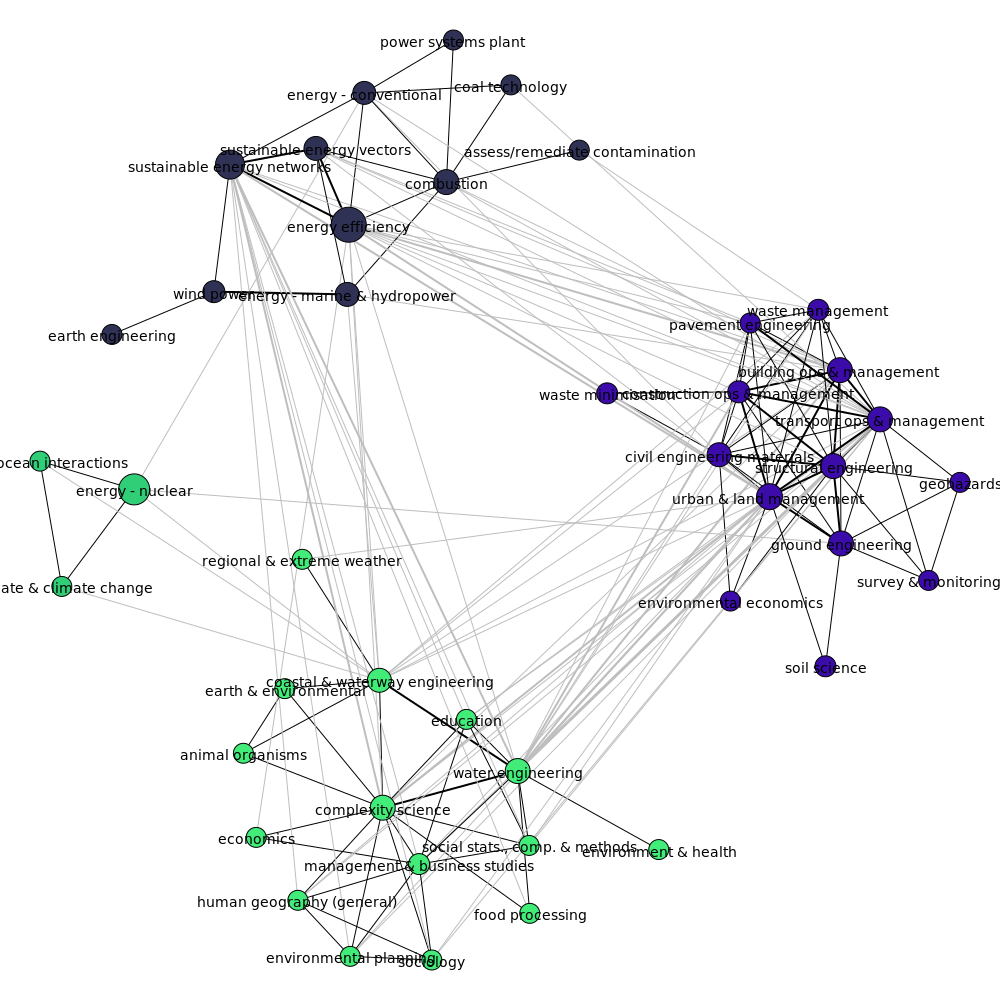 power systems plant
coal technology
energy - conventional
sustainable energy vectors
assess/remediate contamination
sustainable energy networks
combustion
energy efficiency
wind power
energy - marine & hydropower
waste management
pavement engineering
earth engineering
building ops & management
waste minimisation
construction ops & management
transport ops & management
civil engineering materials
ocean interactions
structural engineering
geohazards
energy - nuclear
urban & land management
ground engineering
regional & extreme weather
survey & monitoring
ate & climate change
environmental economics
soil science
coastal & waterway engineering
earth & environmental
education
animal organisms
water engineering
complexity science
economics
social stats., comp. & methods
environment & health
management & business studies
human geography (general)
food processing
environmental planning
sociology